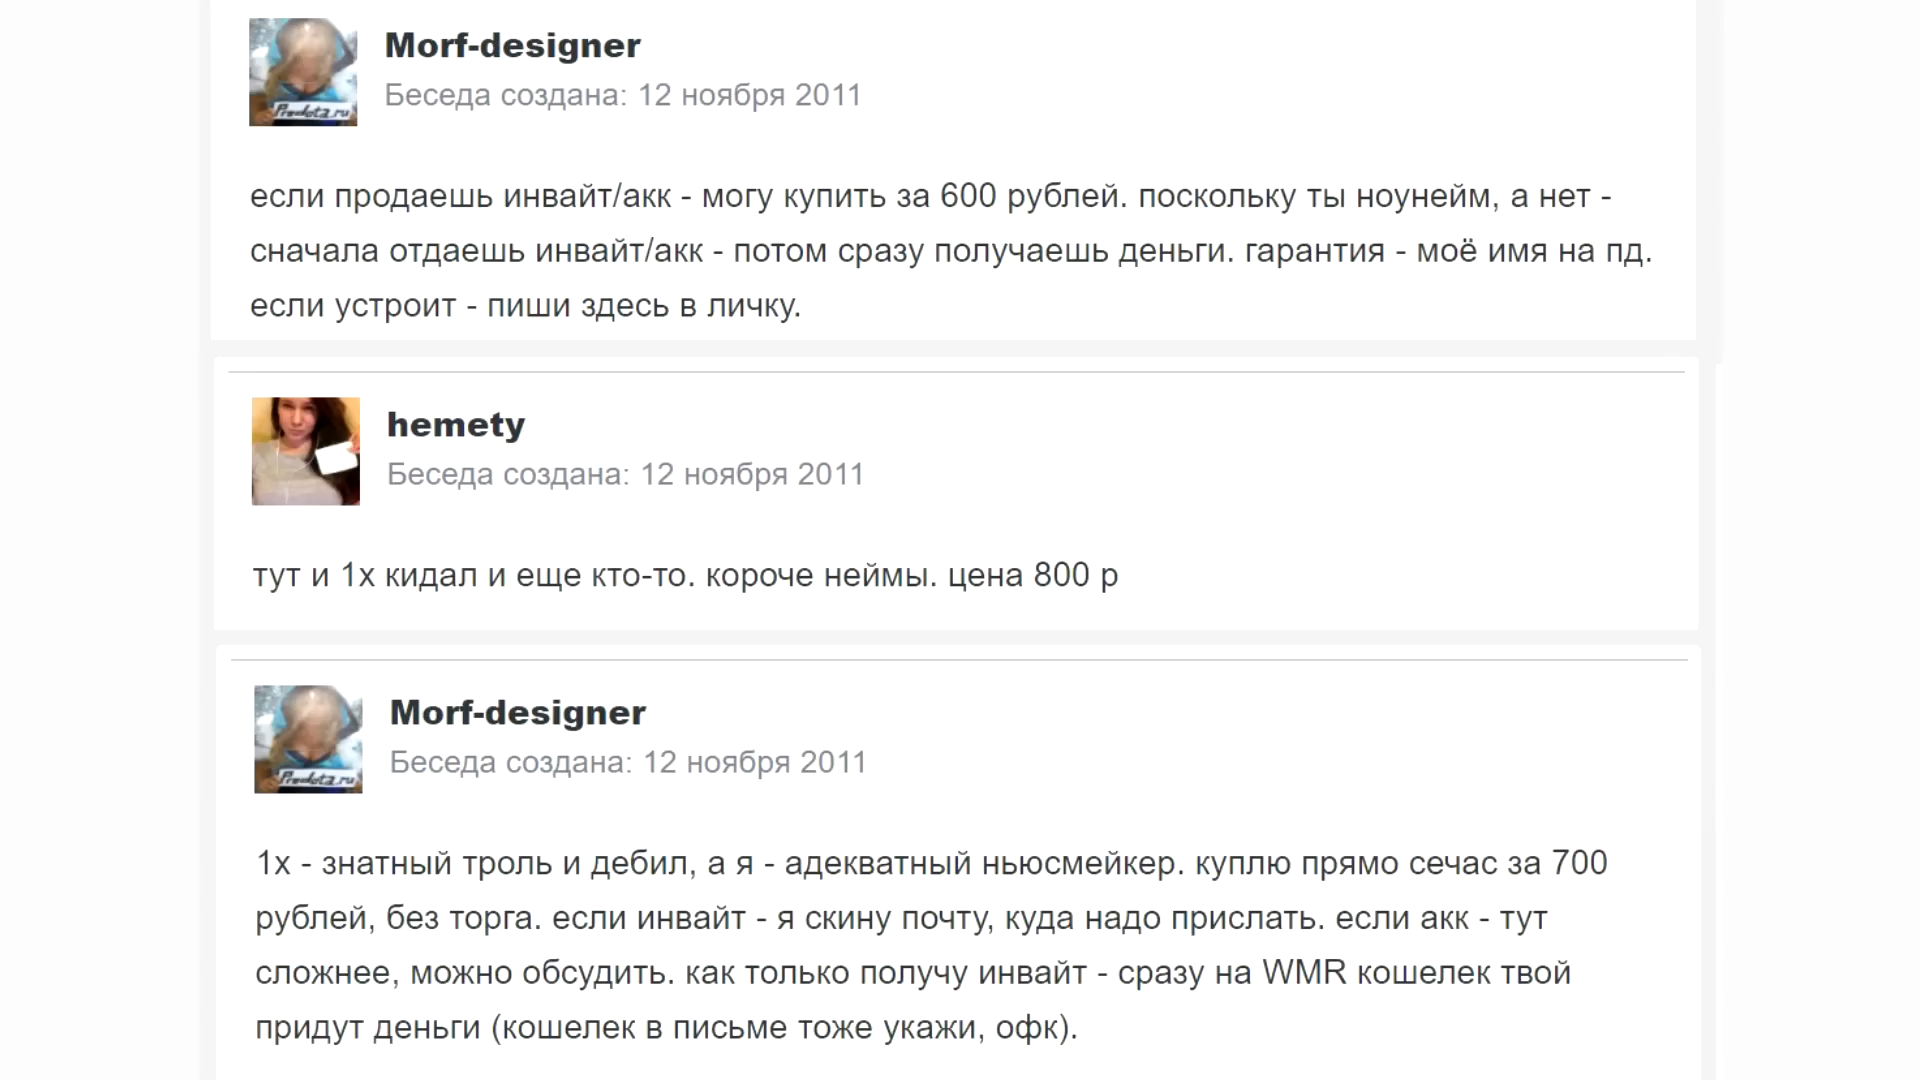 Morf-designer
Беседа создана: 12 ноября 2011
Predota.ru
если продаешь инвайт/акк - могу купить за 600 рублей. поскольку ты ноунейм, а нет -
сначала отдаешь инвайт/акк - потом сразу получаешь деньги. гарантия - моё имя на пд.
если устроит - пиши здесь в личку.
hemety
Беседа создана: 12 ноября 2011
тут и 1х кидал и еще кто-то. короче неймы. цена 800 р
Morf-designer
Беседа создана: 12 ноября 2011
Predota.ru
1х - знатный троль и дебил, а я - адекватный ньюсмейкер. куплю прямо сечас за 700
рублей, без торга. если инвайт - я скину почту, куда надо прислать. если акк - тут
сложнее, можно обсудить. как только получу инвайт - сразу на WMR кошелек твой
придут деньги (кошелек в письме тоже укажи, офк).